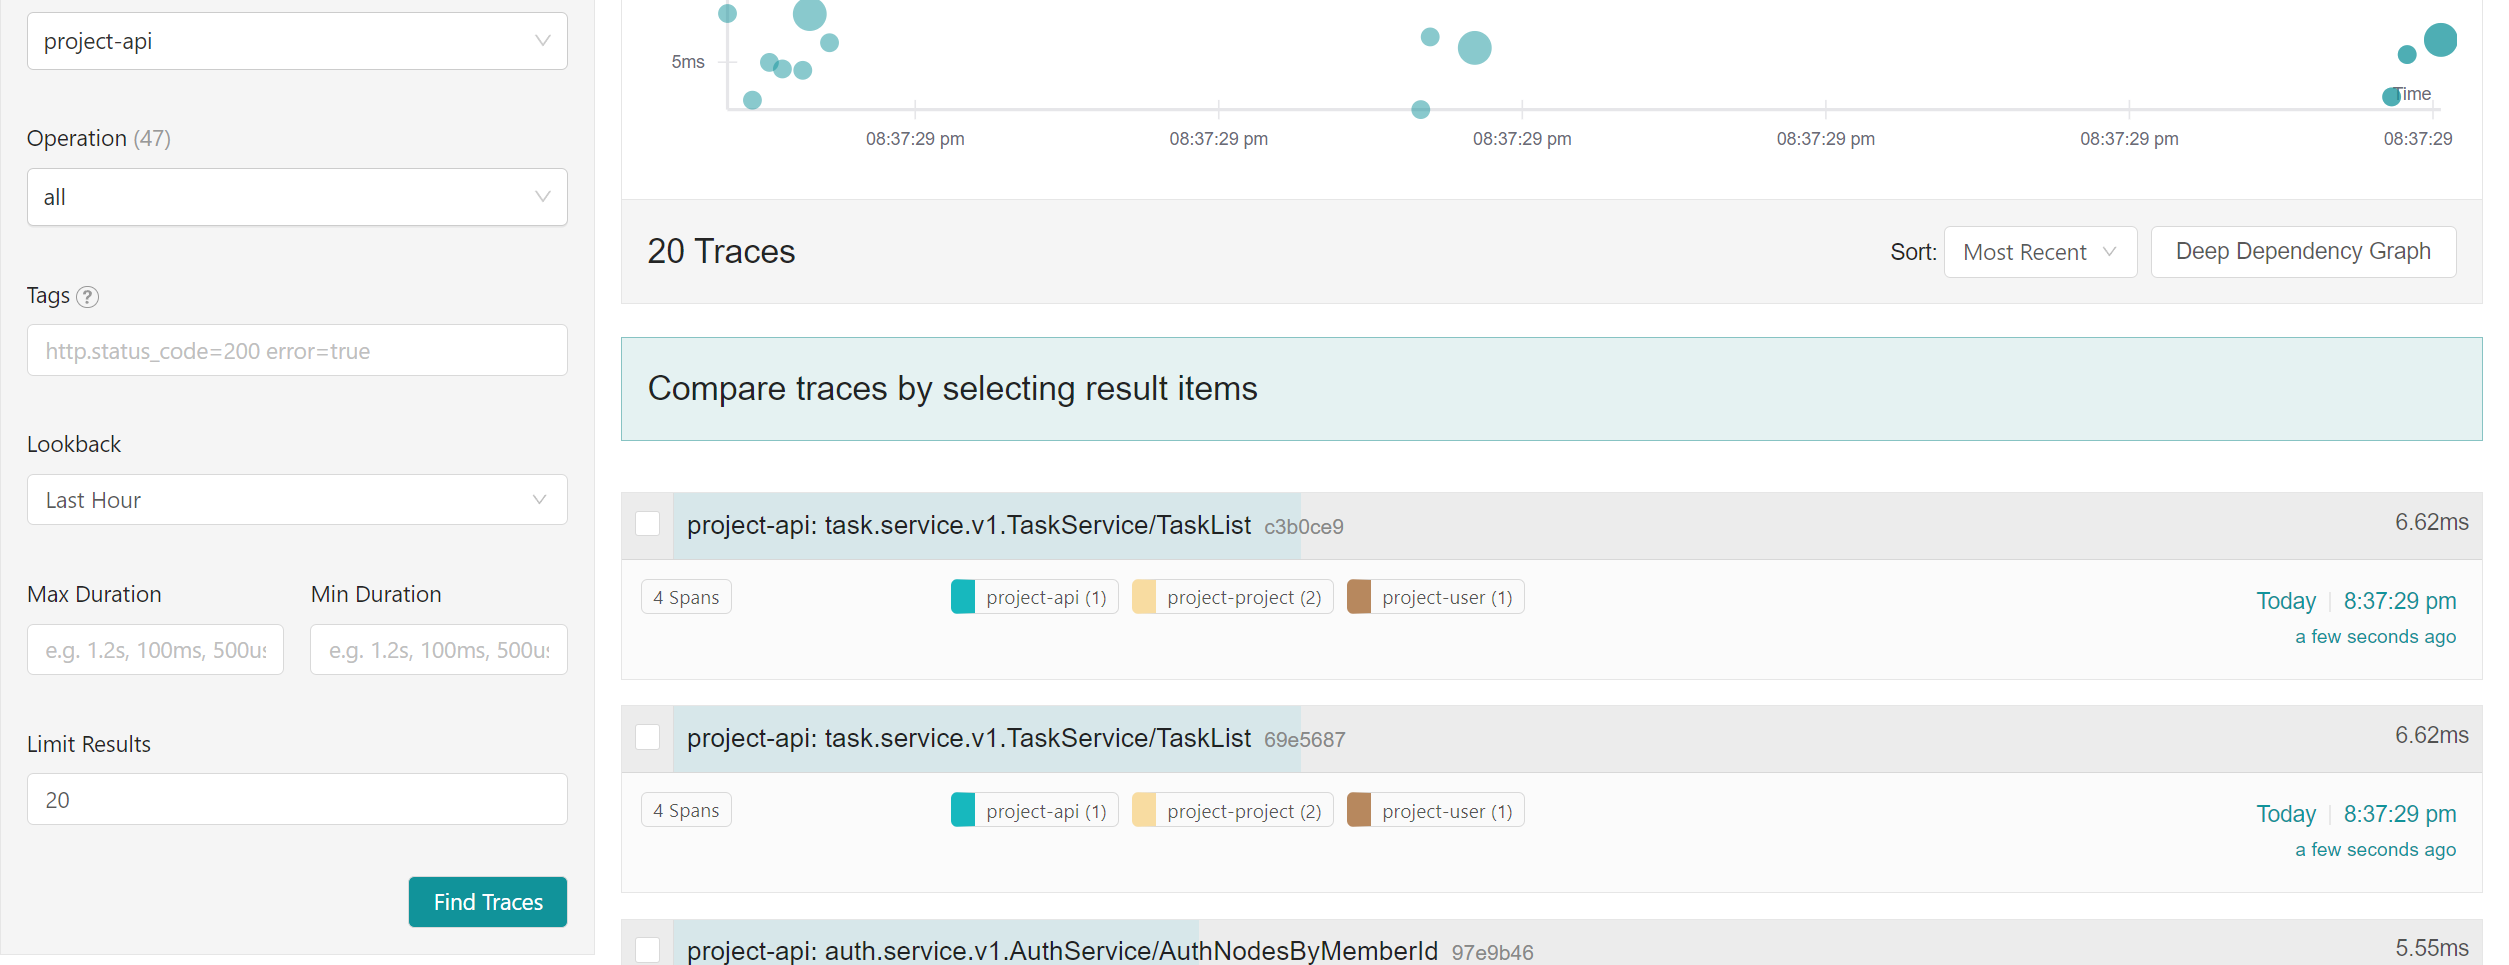 project-api
Operation (47)
all
Tags ?
http.status_code=200 error=true
Lookback
Last Hour
Max Duration
Min Duration
e.g. 1.2s, 100ms, 500us
e.g. 1.2s, 100ms, 500us
Limit Results
20
Find Traces
5ms
Time
08:37:29 pm
08:37:29 pm
08:37:29 pm
08:37:29 pm
08:37:29 pm
08:37:29
20 Traces
Sort: Most Recent
Deep Dependency Graph
Compare traces by selecting result items
project-api: task.service.v1.TaskService/TaskList c3b0ce9
6.62ms
4 Spans
project-api (1)
project-project (2)
project-user (1)
Today | 8:37:29 pm
a few seconds ago
project-api: task.service.v1.TaskService/TaskList 69e5687
6.62ms
4 Spans
project-api (1)
project-project (2)
project-user (1)
Today | 8:37:29 pm
a few seconds ago
project-api: auth.service.v1.AuthService/AuthNodesByMemberId 97e9b46
5.55ms